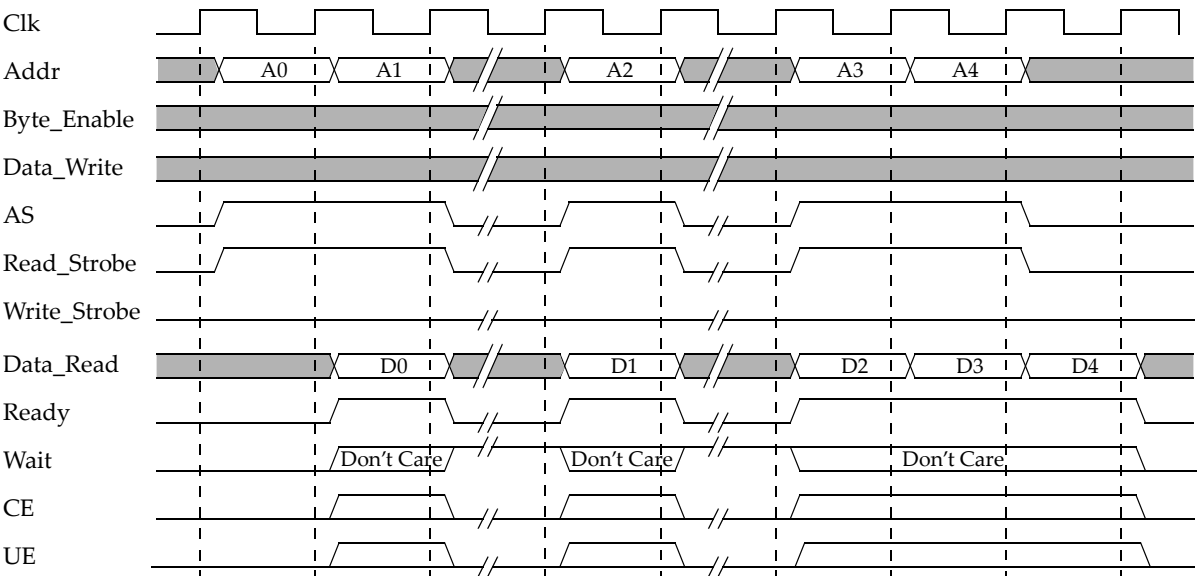 Clk
Addr A0 A1 A2 A3 A4
Byte_Enable
Data_Write
AS
Read_Strobe
Write_Strobe
Data_Read D0 D1 D2 D3 D4
Ready
Wait Don't Care Don't Care Don't Care
CE
UE